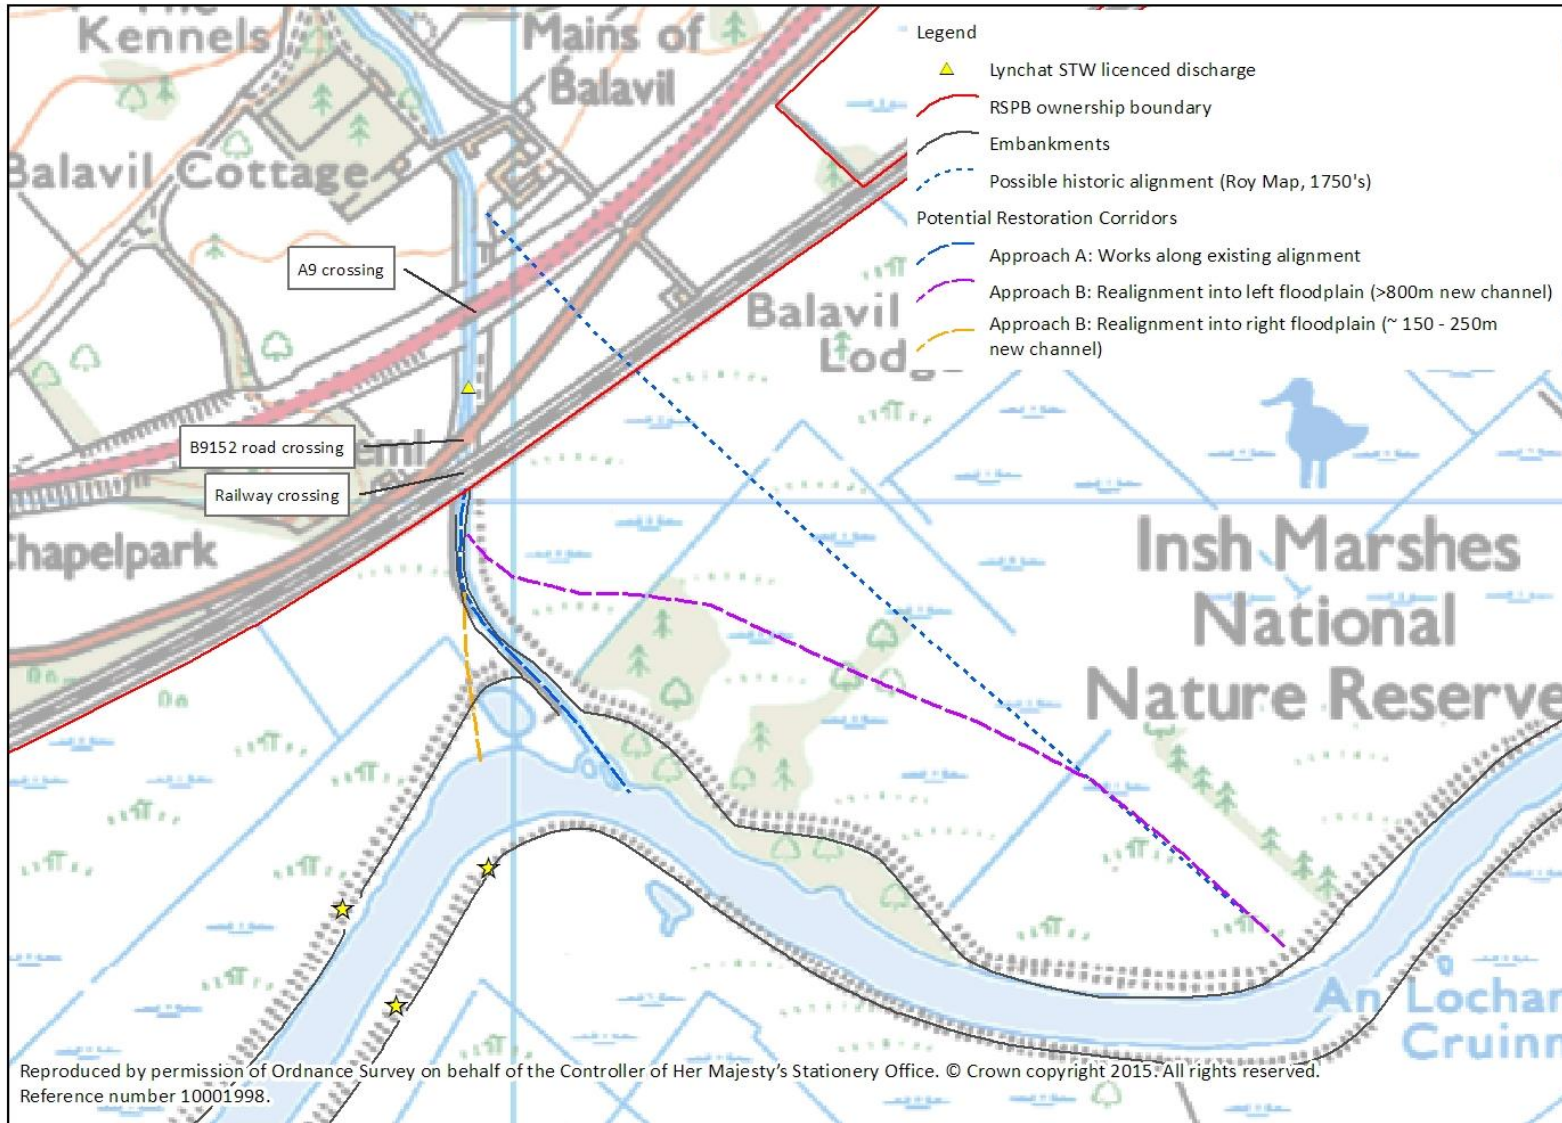 The
Kennels
Mains of
Balavil
Balavil Cottage
A9 crossing
B9152 road crossing
Railway crossing
Chapelpark
Balavil
Lodge
Insh Marshes
National
Nature Reserve
An Lochan
Cruinn
Legend
Lynchat STW licenced discharge
RSPB ownership boundary
Embankments
Possible historic alignment (Roy Map, 1750's)
Potential Restoration Corridors
Approach A: Works along existing alignment
Approach B: Realignment into left floodplain (>800m new channel)
Approach B: Realignment into right floodplain (~ 150 - 250m
new channel)
Reproduced by permission of Ordnance Survey on behalf of the Controller of Her Majesty's Stationery Office. © Crown copyright 2015. All rights reserved.
Reference number 10001998.